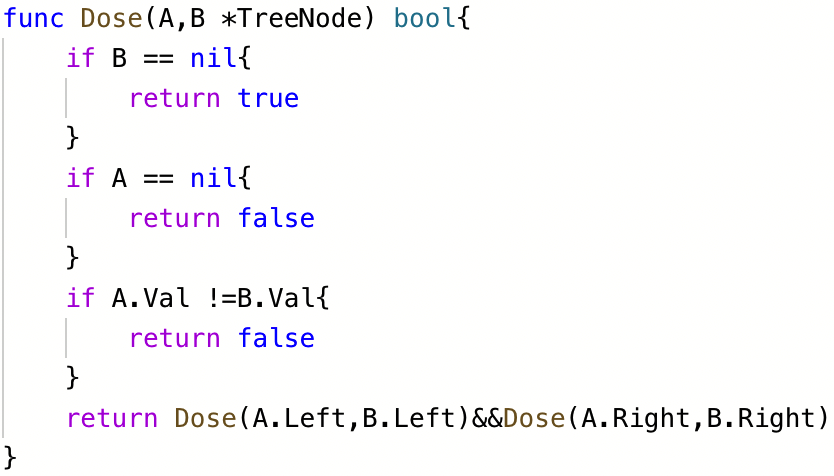 func Dose(A,B *TreeNode) bool{
    if B == nil{
        return true
    }
    if A == nil{
        return false
    }
    if A.Val !=B.Val{
        return false
    }
    return Dose(A.Left,B.Left)&&Dose(A.Right,B.Right)
}